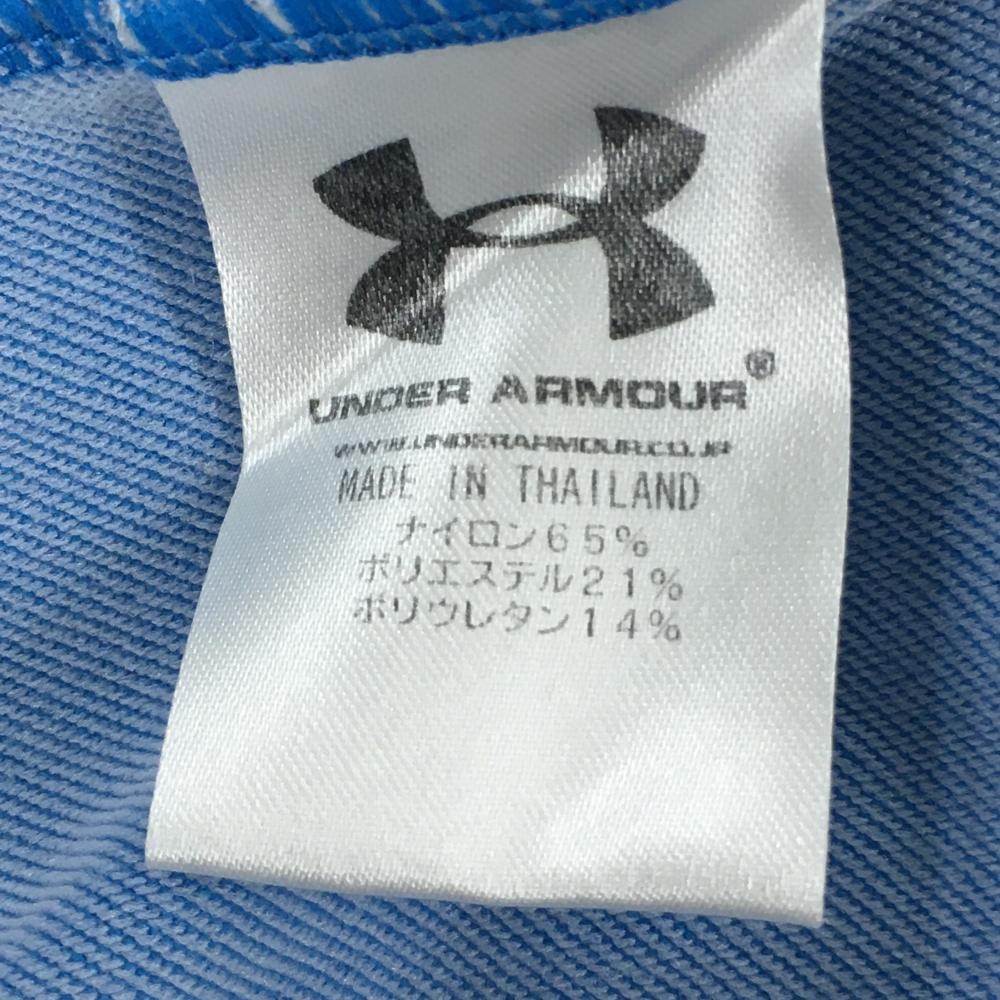 UNDER ARMOUR®
WWW.UNDERARMOUR.CO.JP
MADE IN THAILAND
ナイロン65%
ポリエステル21%
ポリウレタン14%